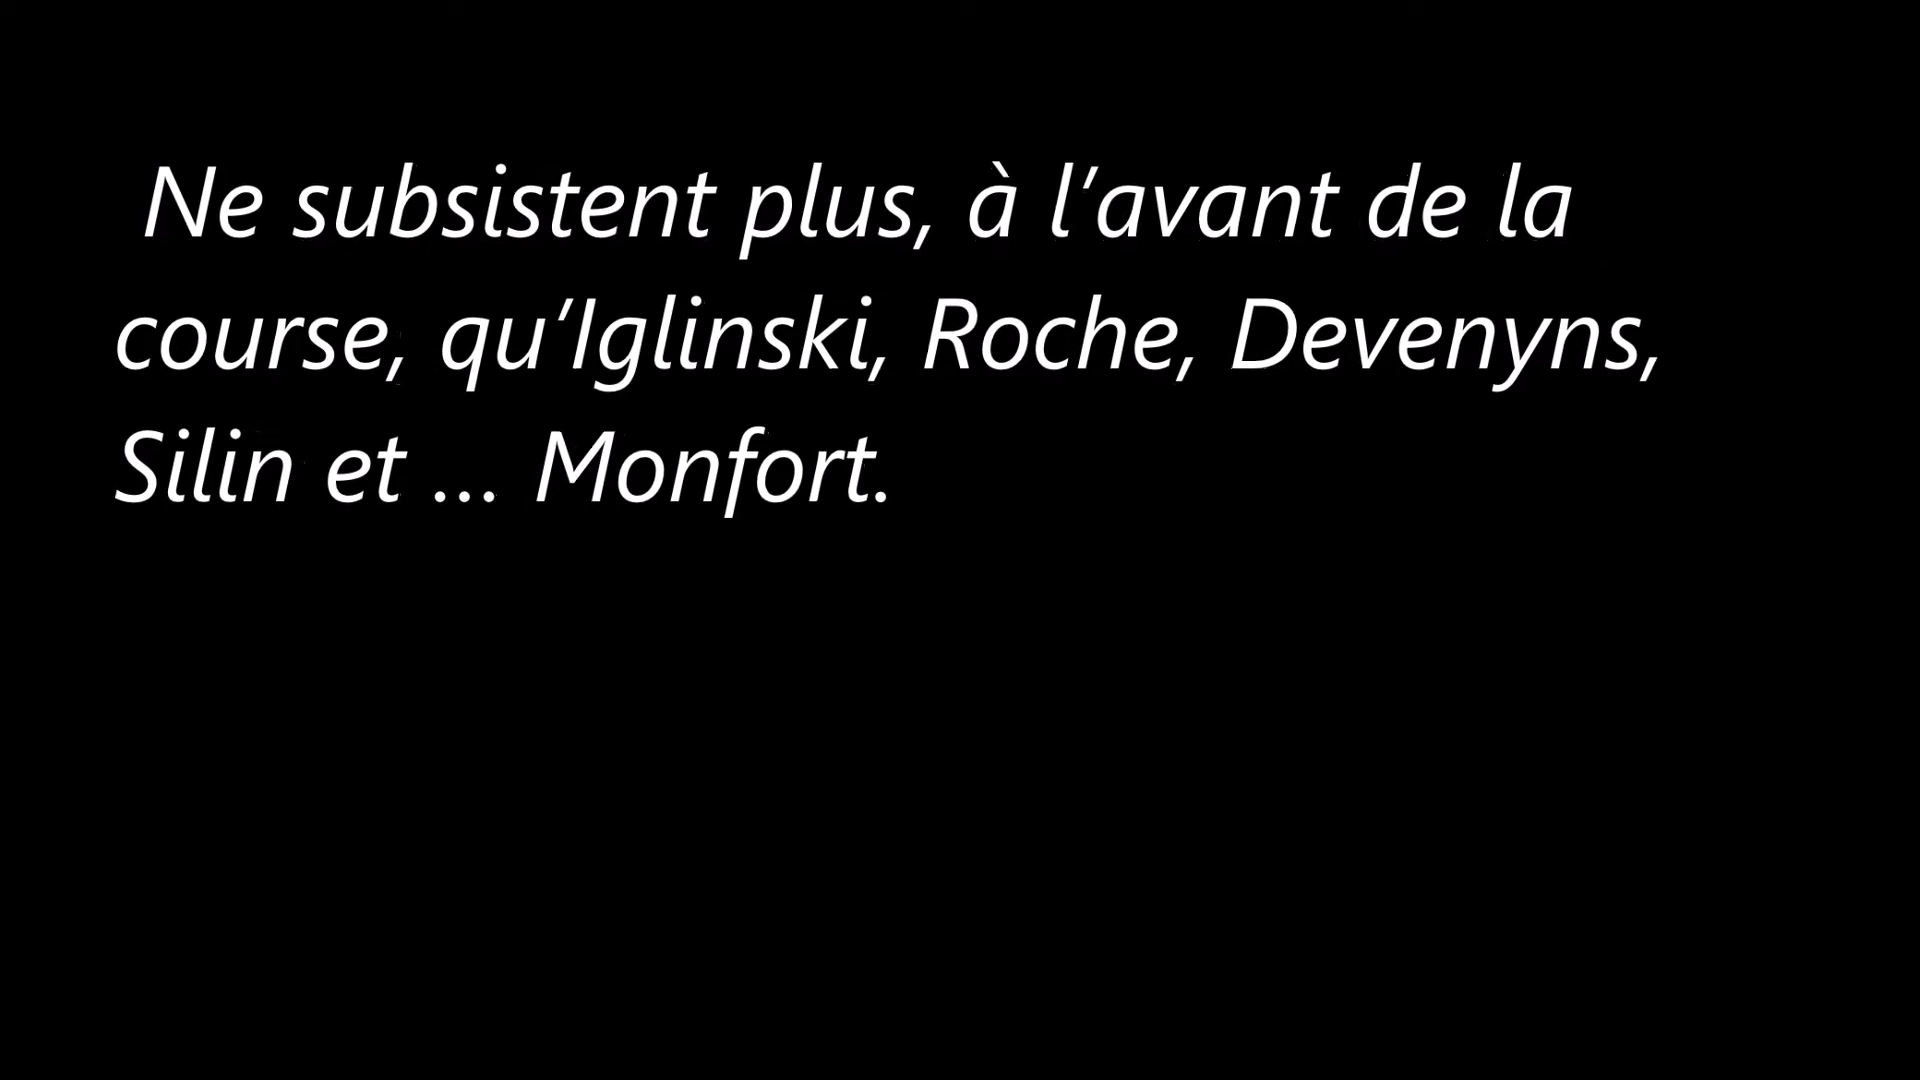 Ne subsistent plus, à l’avant de la
course, qu’Iglinski, Roche, Devenyns,
Silin et ... Monfort.